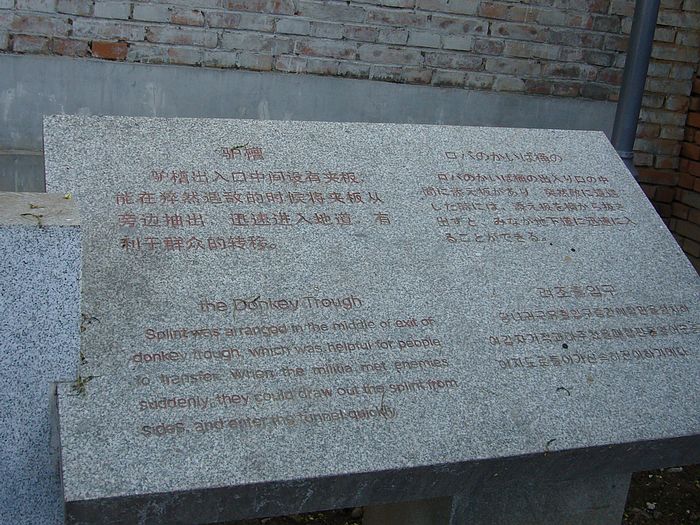 驴槽
驴槽出入口中间设有夹板,
能在猝然遇敌的时候将夹板从
旁边抽出，迅速进入地道，有
利于群众的转移。
ロバのかいば桶の
ロバのかいば桶の出入り口の中
間に添え板があり、突然敵に遭遇
した時には、添え板を横から抜き
出すと、みなが地下道に迅速に入
ることができる。
the Donkey Trough
Splint was arranged in the middle of exit of
donkey trough, which was helpful for people
to transfer. When the militia met enemies
suddenly, they could draw out the splint from
sides, and enter the tunnel quickly.
려조출입구